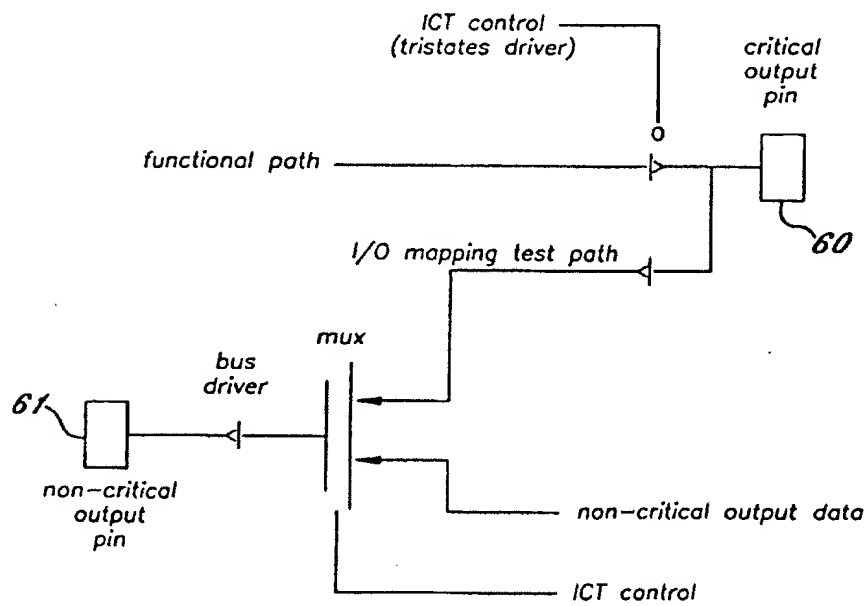 ICT control
(tristates driver)
critical
output
pin
O
functional path
60
I/O mapping test path
mux
bus
driver
61
non-critical
output
pin
non-critical output data
ICT control